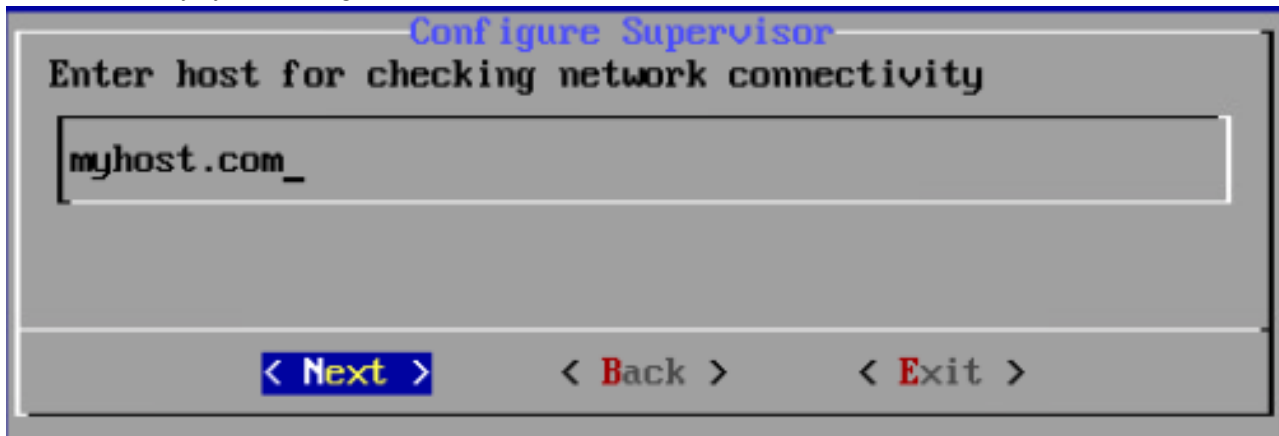 Configure Supervisor
Enter host for checking network connectivity
myhost.com_
< Next > < Back > < Exit >